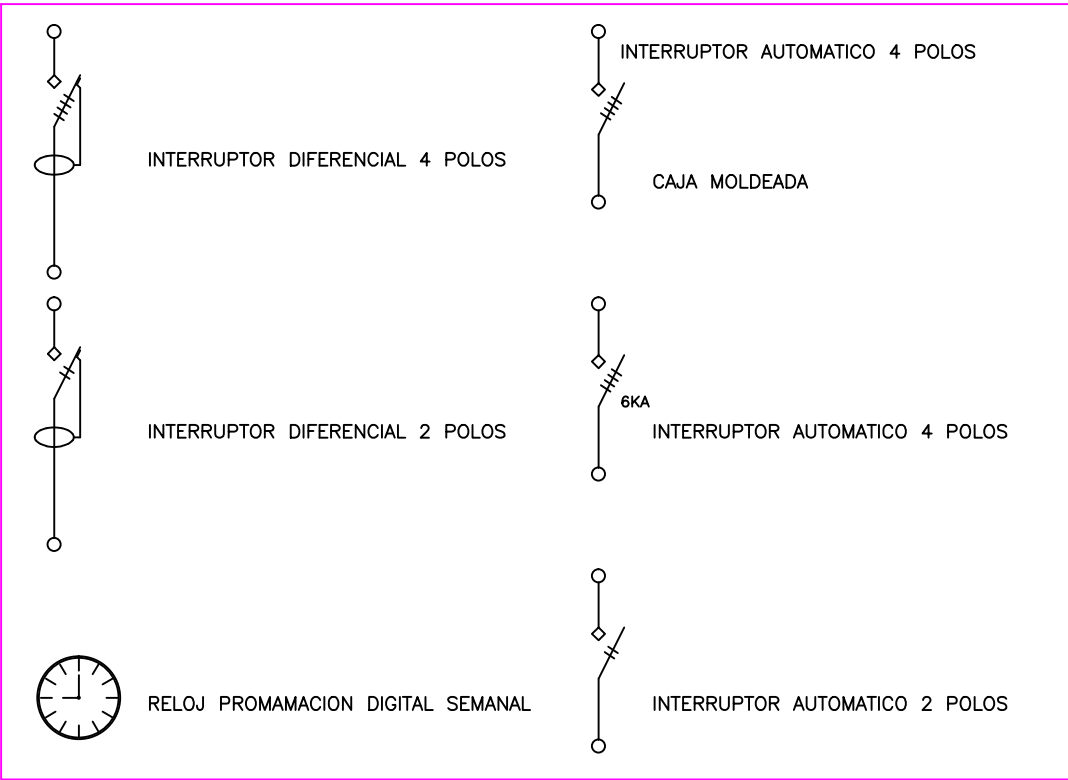 INTERRUPTOR AUTOMATICO 4 POLOS
INTERRUPTOR DIFERENCIAL 4 POLOS
CAJA MOLDEADA
6KA
INTERRUPTOR DIFERENCIAL 2 POLOS
INTERRUPTOR AUTOMATICO 4 POLOS
RELOJ PROMAMACION DIGITAL SEMANAL
INTERRUPTOR AUTOMATICO 2 POLOS